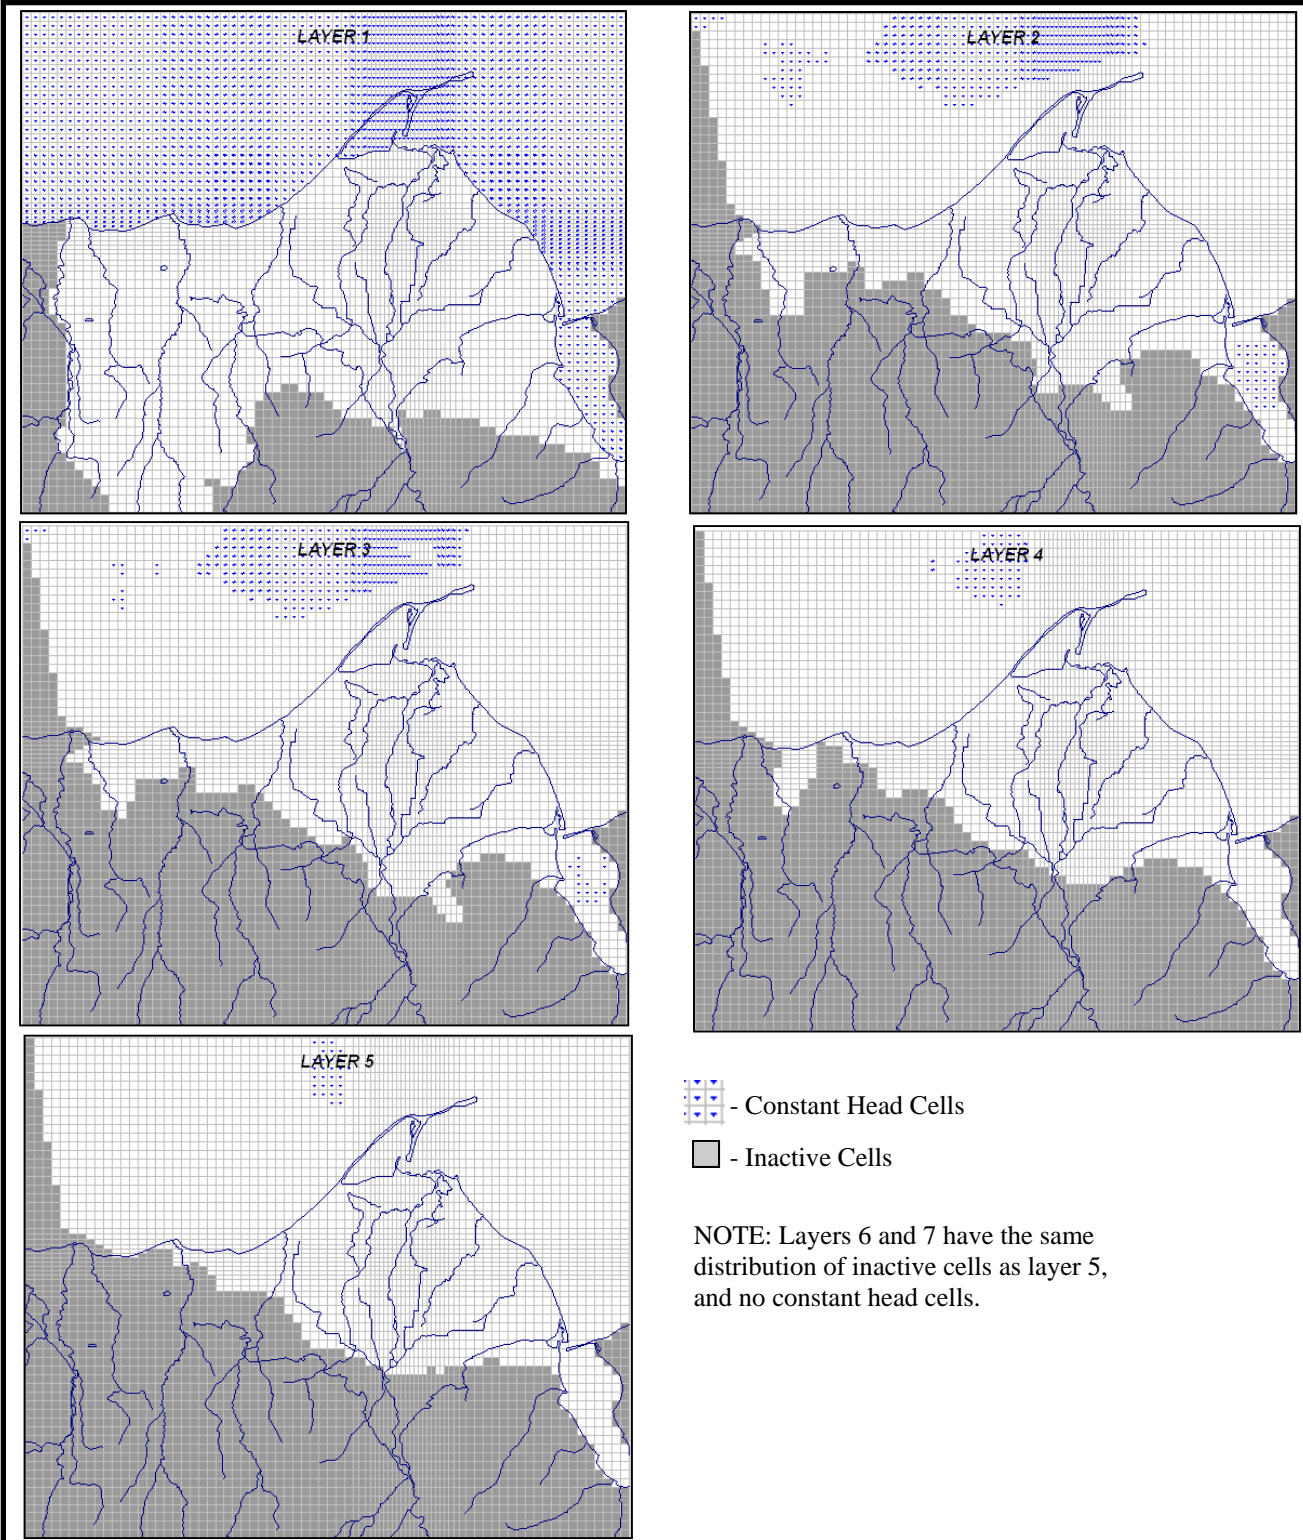 LAYER 1
LAYER 2
LAYER 3
LAYER 4
LAYER 5
- Constant Head Cells
- Inactive Cells
NOTE: Layers 6 and 7 have the same
distribution of inactive cells as layer 5,
and no constant head cells.